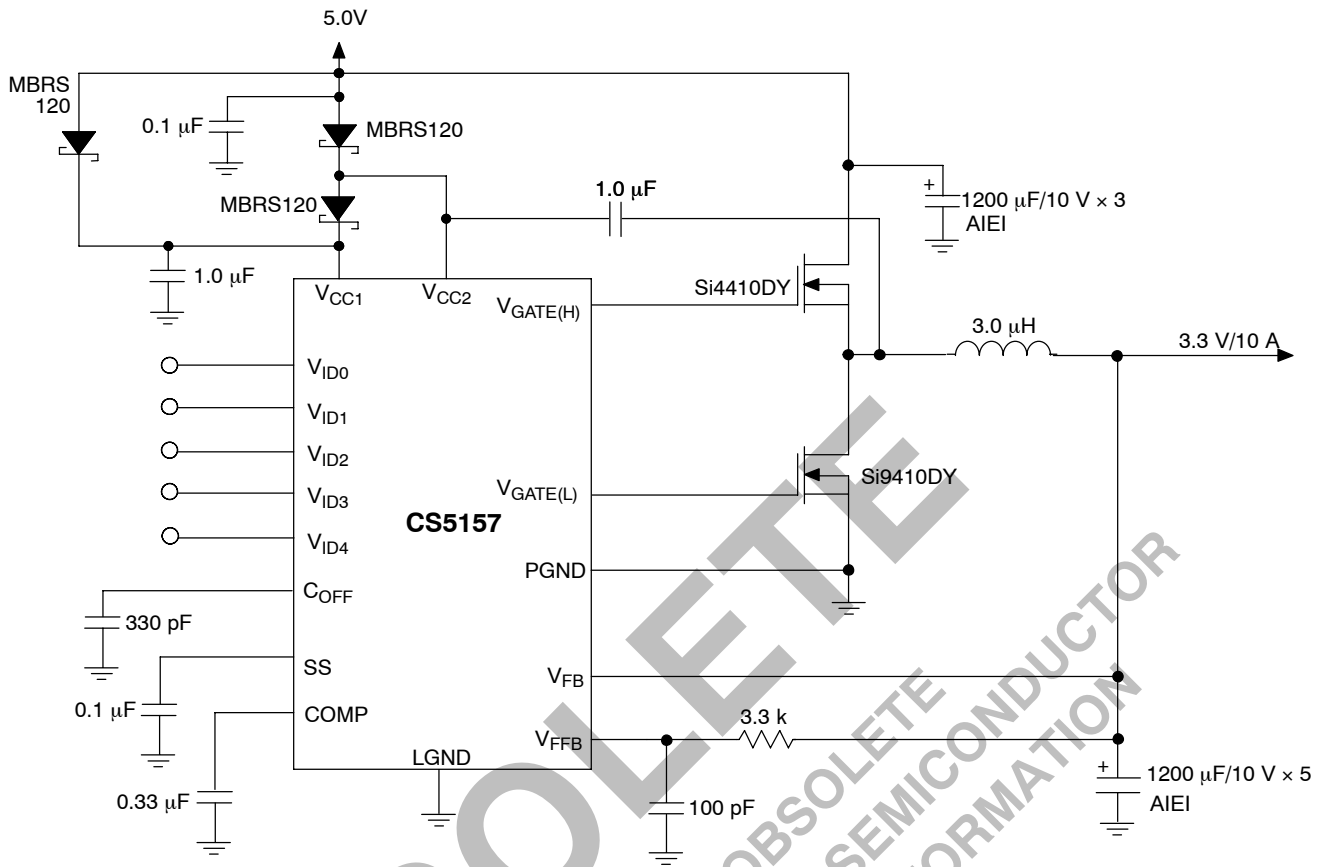 5.0V
MBRS
120
0.1 μF
MBRS120
MBRS120
1.0 μF
1200 μF/10 V × 3
AIEI
+
1.0 μF
VCC1
VCC2
VGATE(H)
Si4410DY
3.0 μH
3.3 V/10 A
VID0
VID1
VID2
VID3
VID4
VGATE(L)
Si9410DY
CS5157
COFF
PGND
330 pF
SS
VFB
0.1 μF
COMP
3.3 k
VFFB
LGND
+
1200 μF/10 V × 5
AIEI
0.33 μF
100 pF
OLETE
OBSOLETE
SEMICONDUCTOR